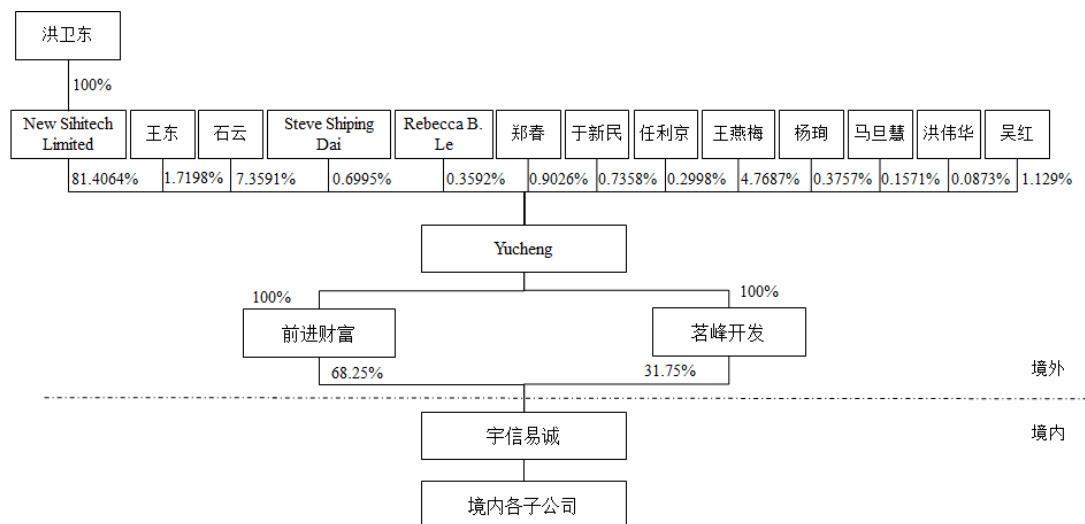 洪卫东
100%
New Sihitech
Limited
王东
石云
Steve Shiping
Dai
Rebecca B.
Le
郑春
于新民
任利京
王燕梅
杨珣
马旦慧
洪伟华
吴红
81.4064%
1.7198%
7.3591%
0.6995%
0.3592%
0.9026%
0.7358%
0.2998%
4.7687%
0.3757%
0.1571%
0.0873%
1.129%
Yucheng
100%
100%
前进财富
茗峰开发
68.25%
31.75%
境外
宇信易诚
境内
境内各子公司